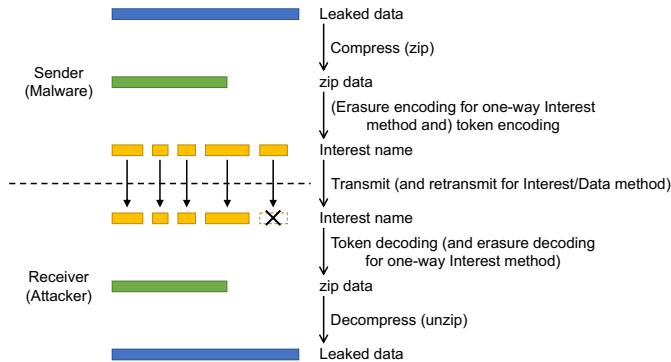 Leaked data
Compress (zip)
Sender
(Malware)
zip data
(Erasure encoding for one-way Interest
method and) token encoding
Interest name
Transmit (and retransmit for Interest/Data method)
Interest name
Token decoding (and erasure decoding
for one-way Interest method)
Receiver
(Attacker)
zip data
Decompress (unzip)
Leaked data